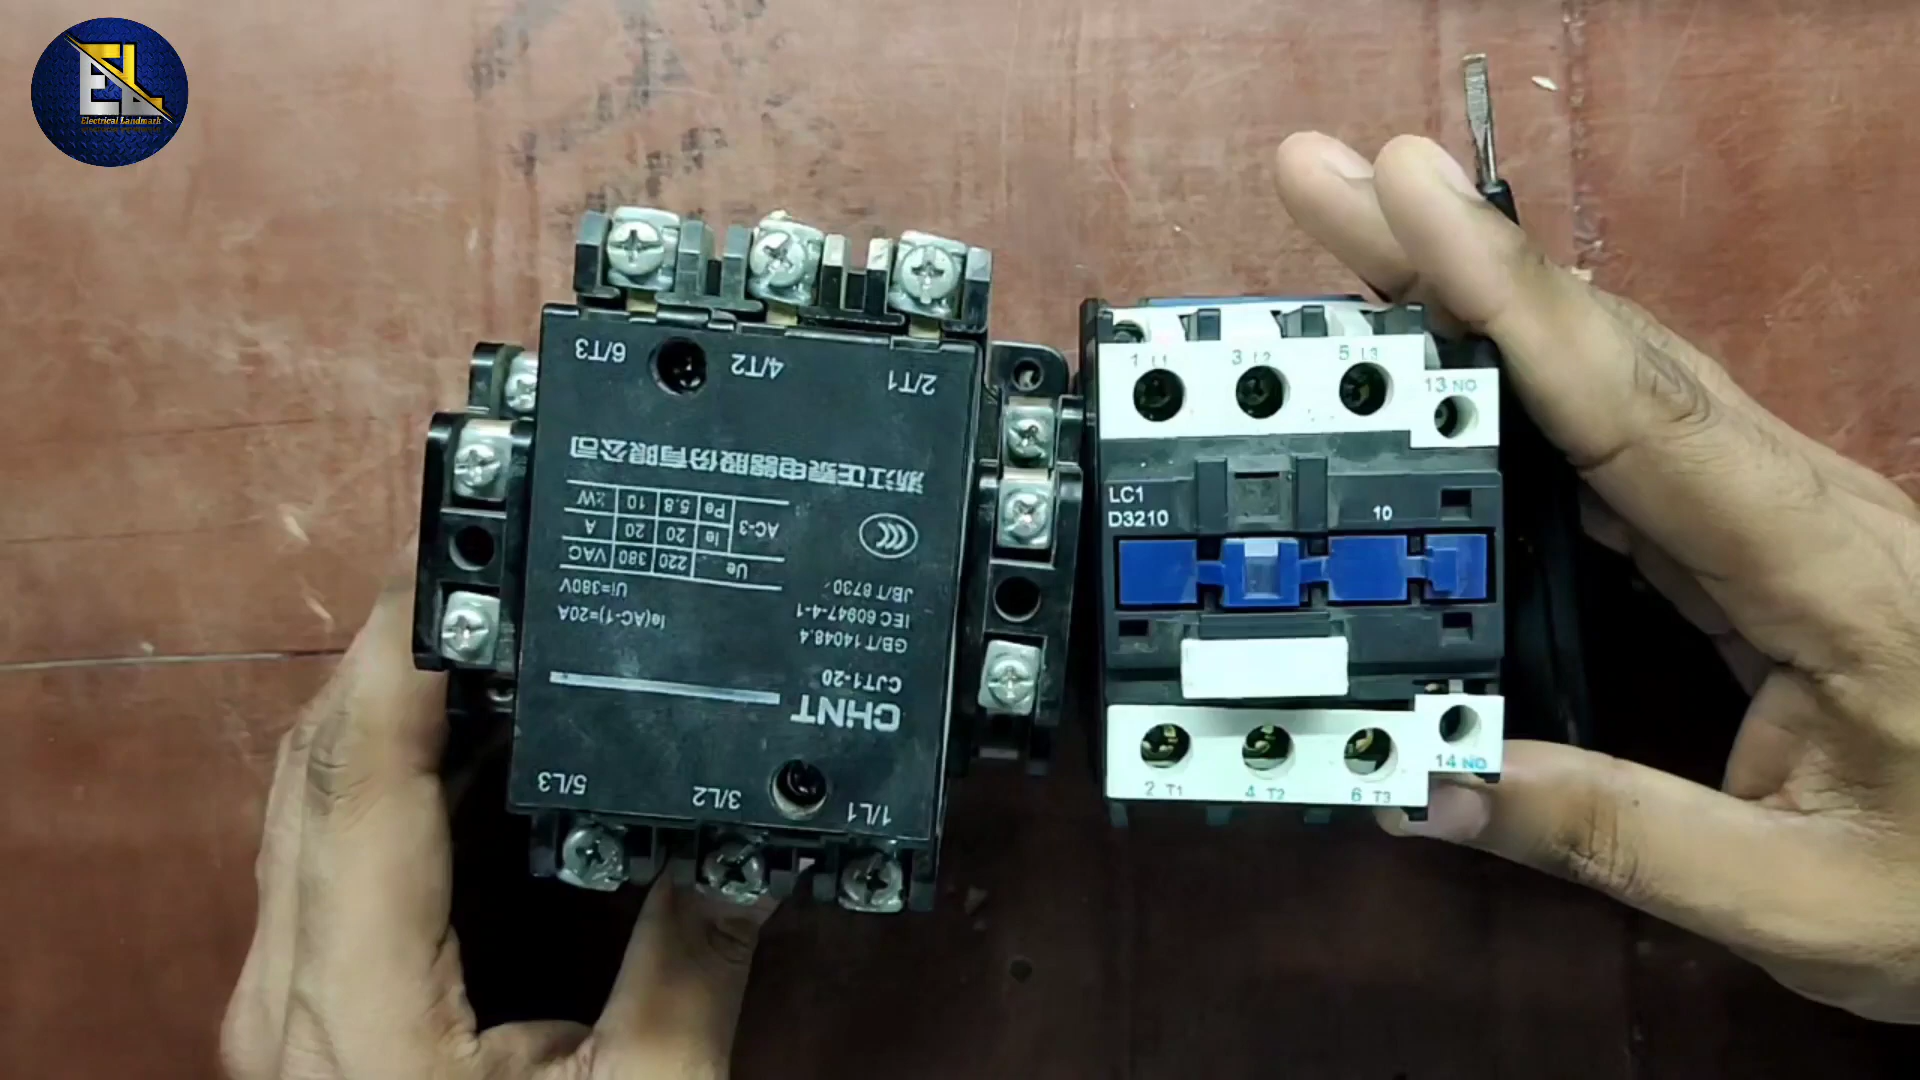 EL
Electrical Landmark
1/L1 3/L2 5/L3
CHNT
CJT1-20
GB/T 14048.4
IEC 60947-4-1
JB/T 8730
Ie(AC-1)=20A
Ui=380V
Ue 220 380 VAC
AC-3 Ie 20 20 A
Pe 5.8 10 kW
浙江正泰电器股份有限公司
2/T1 4/T2 6/T3
1 L1 3 L2 5 L3
13 NO
LC1
D3210
10
14 NO
2 T1 4 T2 6 T3